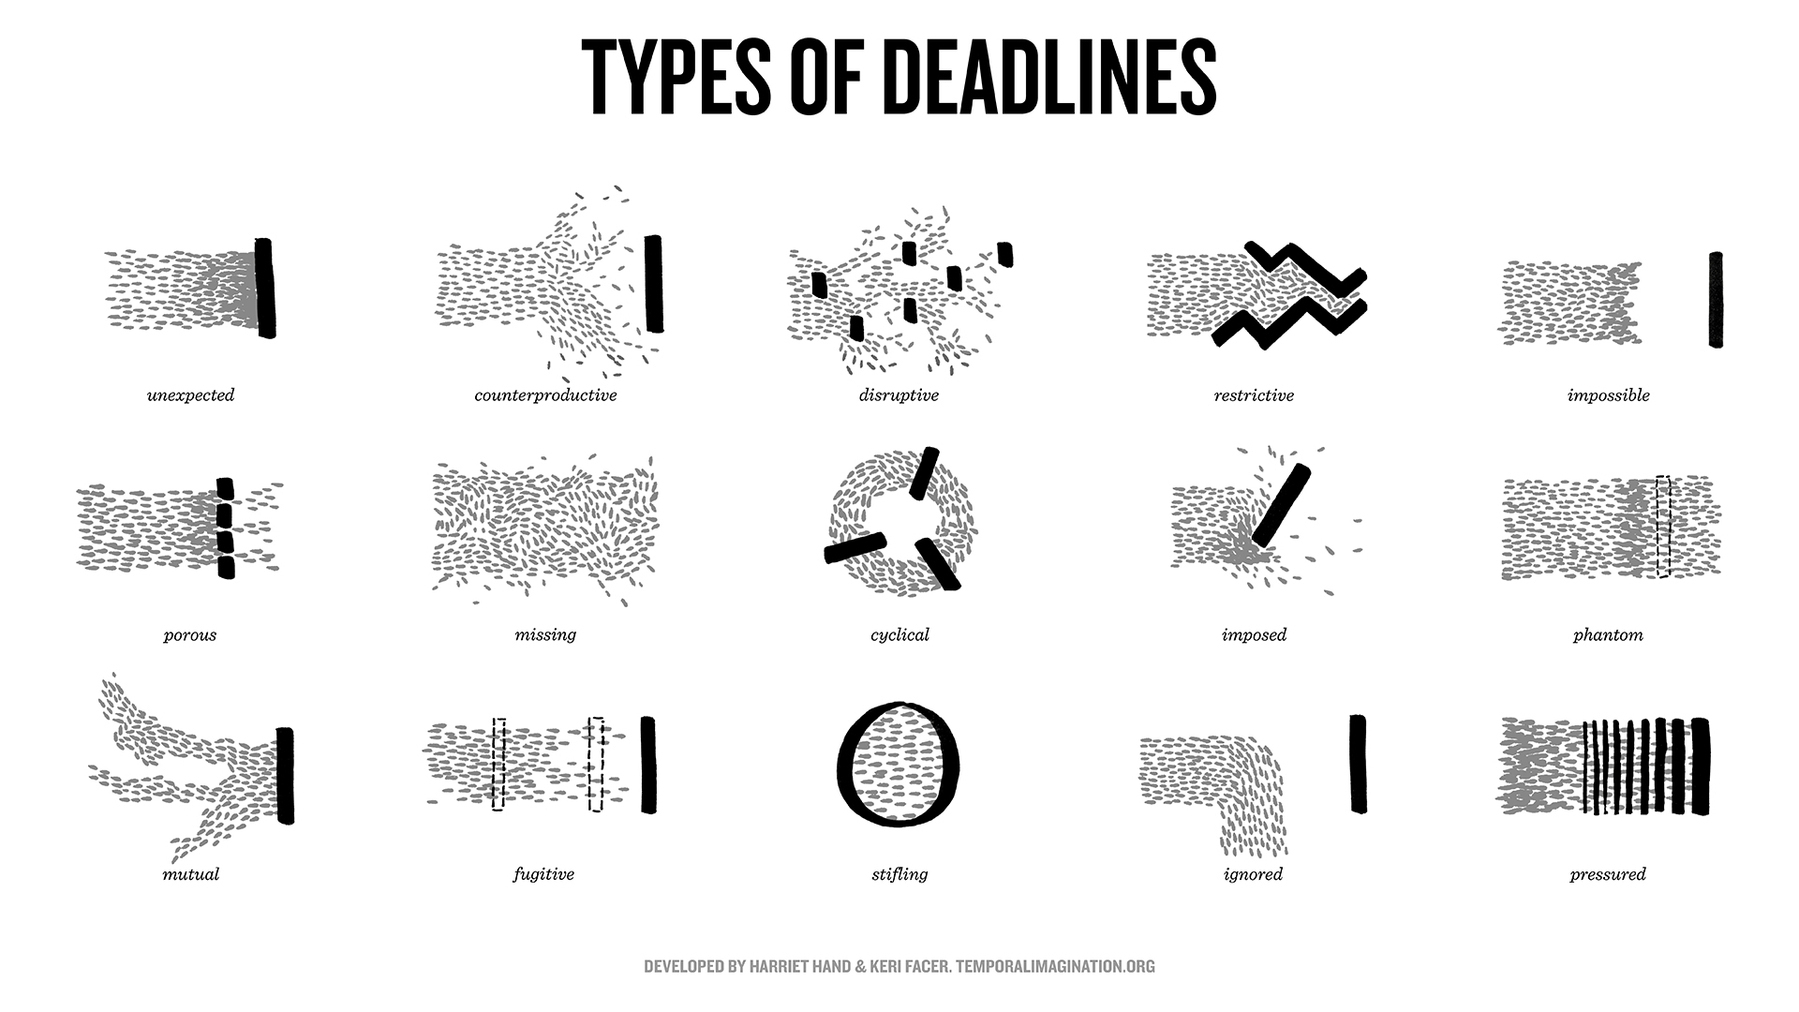 TYPES OF DEADLINES
unexpected
counterproductive
disruptive
restrictive
impossible
porous
missing
cyclical
imposed
phantom
mutual
fugitive
stifling
ignored
pressured
DEVELOPED BY HARRIET HAND & KERI FACER. TEMPORALIMAGINATION.ORG